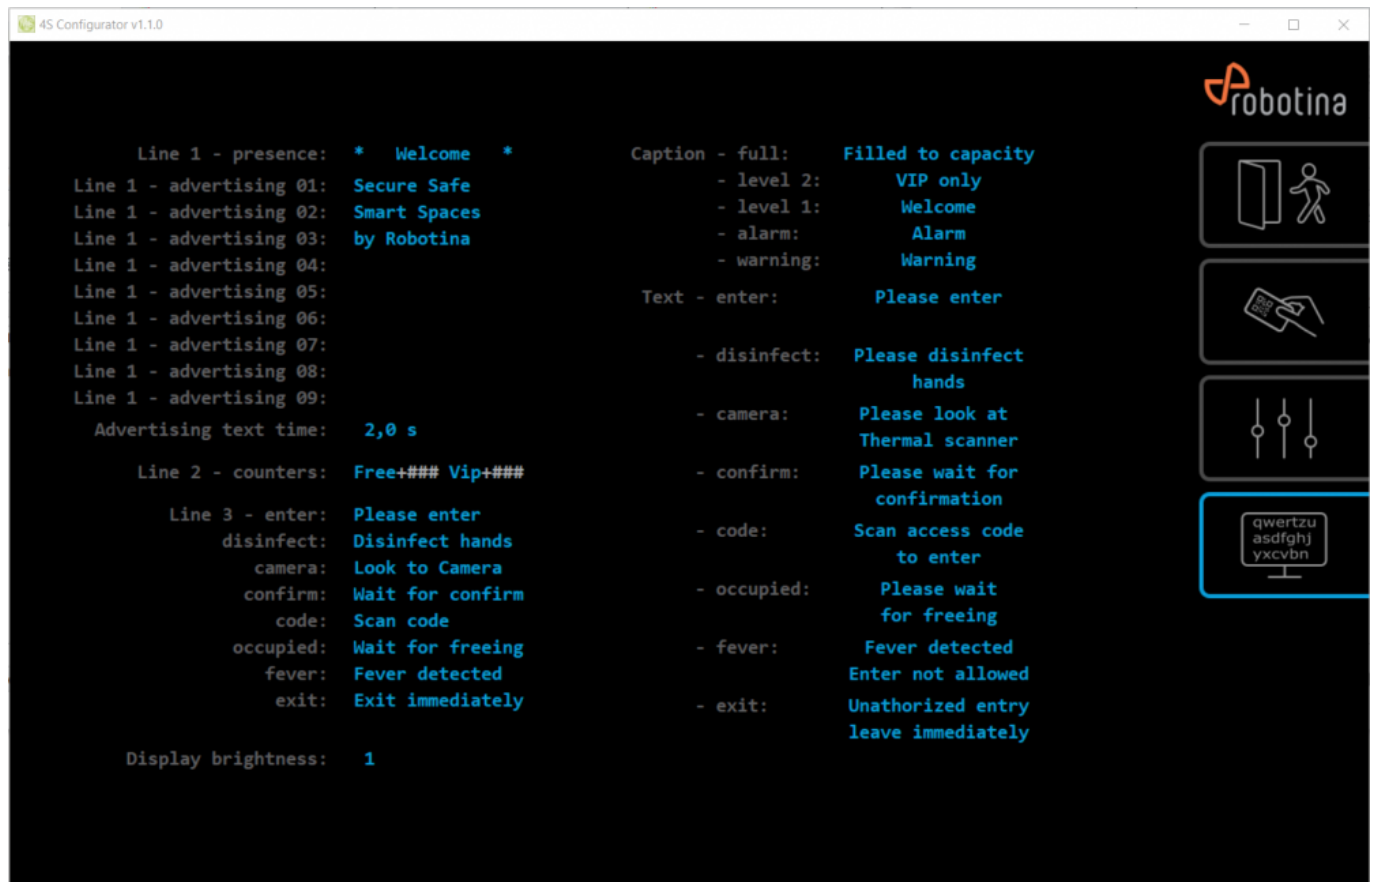 4S Configurator v1.1.0
robotina
Line 1 - presence: * Welcome *
Line 1 - advertising 01: Secure Safe
Line 1 - advertising 02: Smart Spaces
Line 1 - advertising 03: by Robotina
Line 1 - advertising 04:
Line 1 - advertising 05:
Line 1 - advertising 06:
Line 1 - advertising 07:
Line 1 - advertising 08:
Line 1 - advertising 09:
Advertising text time: 2,0 s
Line 2 - counters: Free+### Vip+###
Line 3 - enter: Please enter
disinfect: Disinfect hands
camera: Look to Camera
confirm: Wait for confirm
code: Scan code
occupied: Wait for freeing
fever: Fever detected
exit: Exit immediately
Display brightness: 1
Caption - full: Filled to capacity
- level 2: VIP only
- level 1: Welcome
- alarm: Alarm
- warning: Warning
Text - enter: Please enter
- disinfect: Please disinfect
hands
- camera: Please look at
Thermal scanner
- confirm: Please wait for
confirmation
- code: Scan access code
to enter
- occupied: Please wait
for freeing
- fever: Fever detected
Enter not allowed
- exit: Unathorized entry
leave immediately
qwertzu
asdfghj
yxcvbn